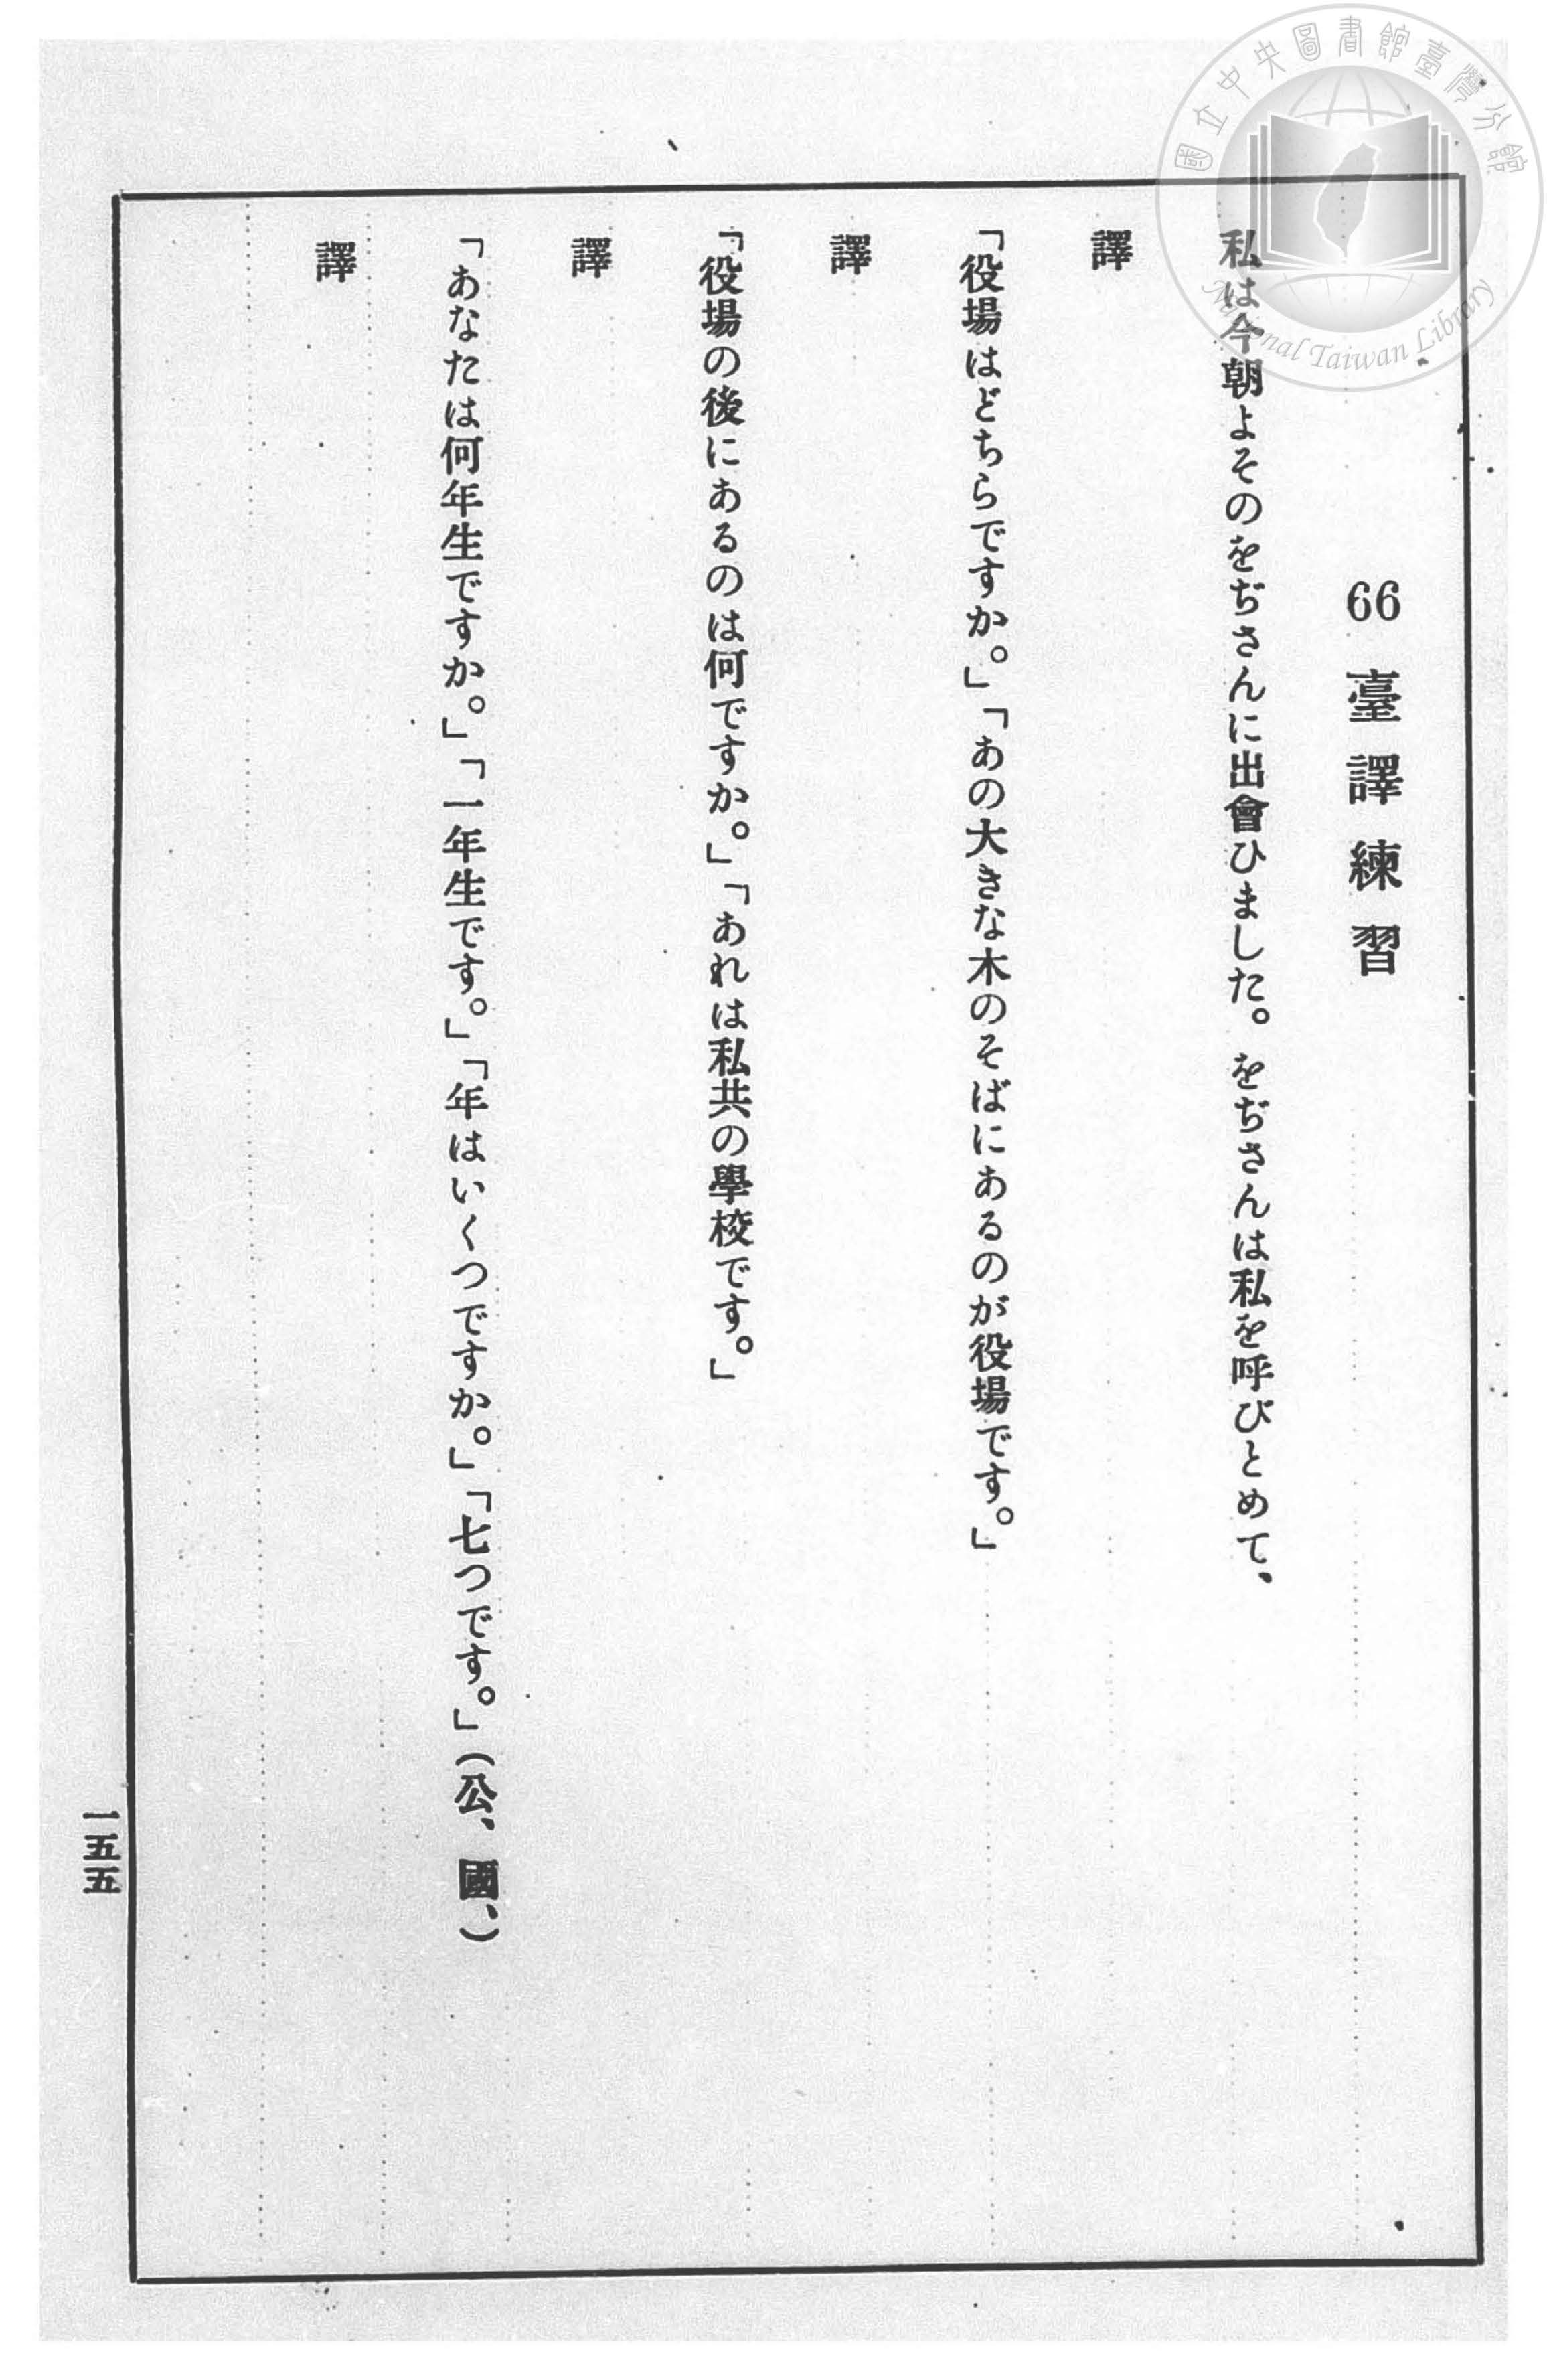 國立中央圖書館臺灣分館
National Taiwan Library
66 臺譯練習
私は今朝よそのをぢさんに出會ひました。をぢさんは私を呼びとめて、
譯
「役場はどちらですか。」「あの大きな木のそばにあるのが役場です。」
譯
「役場の後にあるのは何ですか。」「あれは私共の學校です。」
譯
「あなたは何年生ですか。」「一年生です。」「年はいくつですか。」「七つです。」(公、國、)
譯
一五五